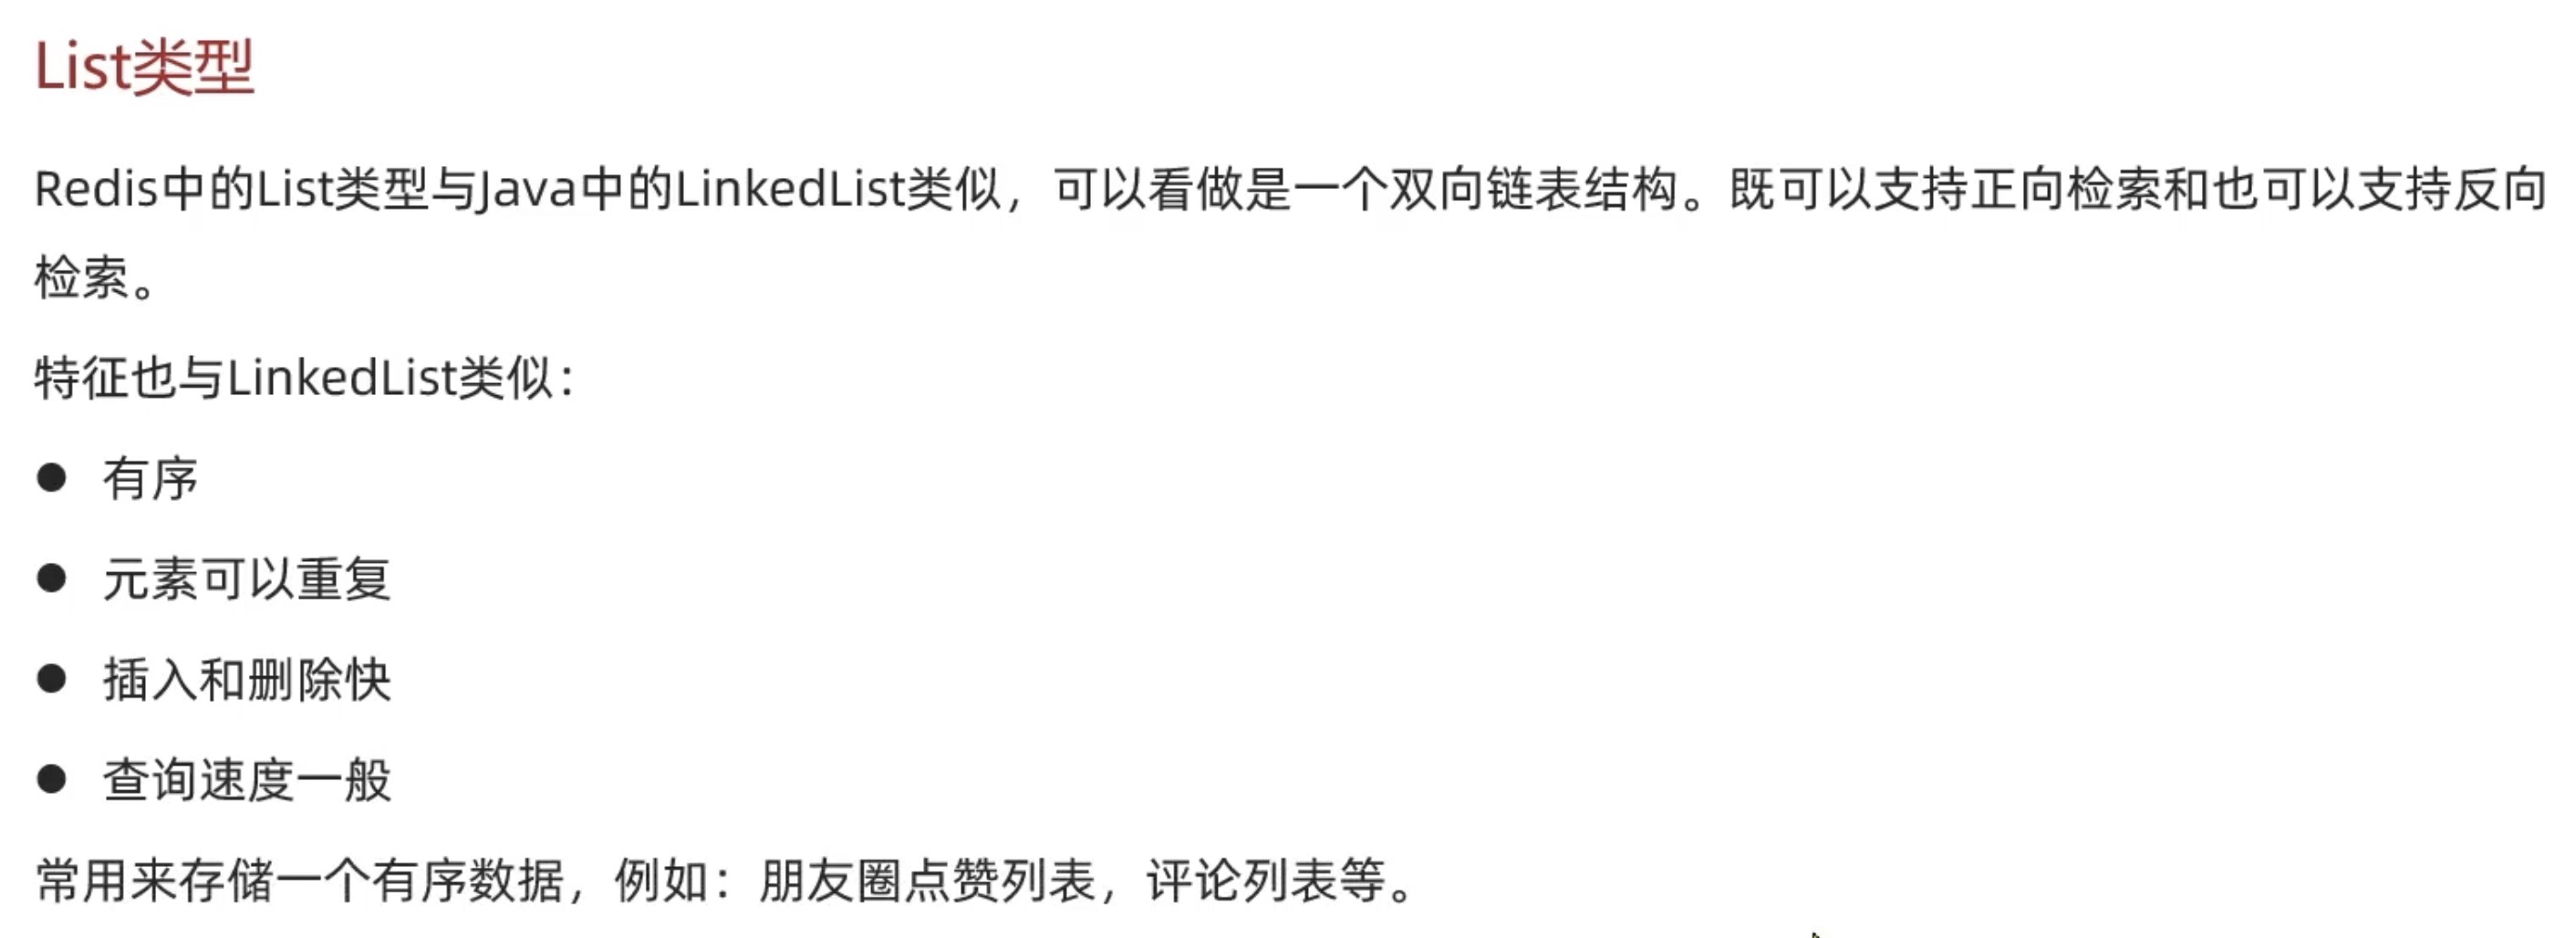 List类型
Redis中的List类型与Java中的LinkedList类似，可以看做是一个双向链表结构。既可以支持正向检索和也可以支持反向
检索。
特征也与LinkedList类似：
● 有序
● 元素可以重复
● 插入和删除快
● 查询速度一般
常用来存储一个有序数据，例如：朋友圈点赞列表，评论列表等。